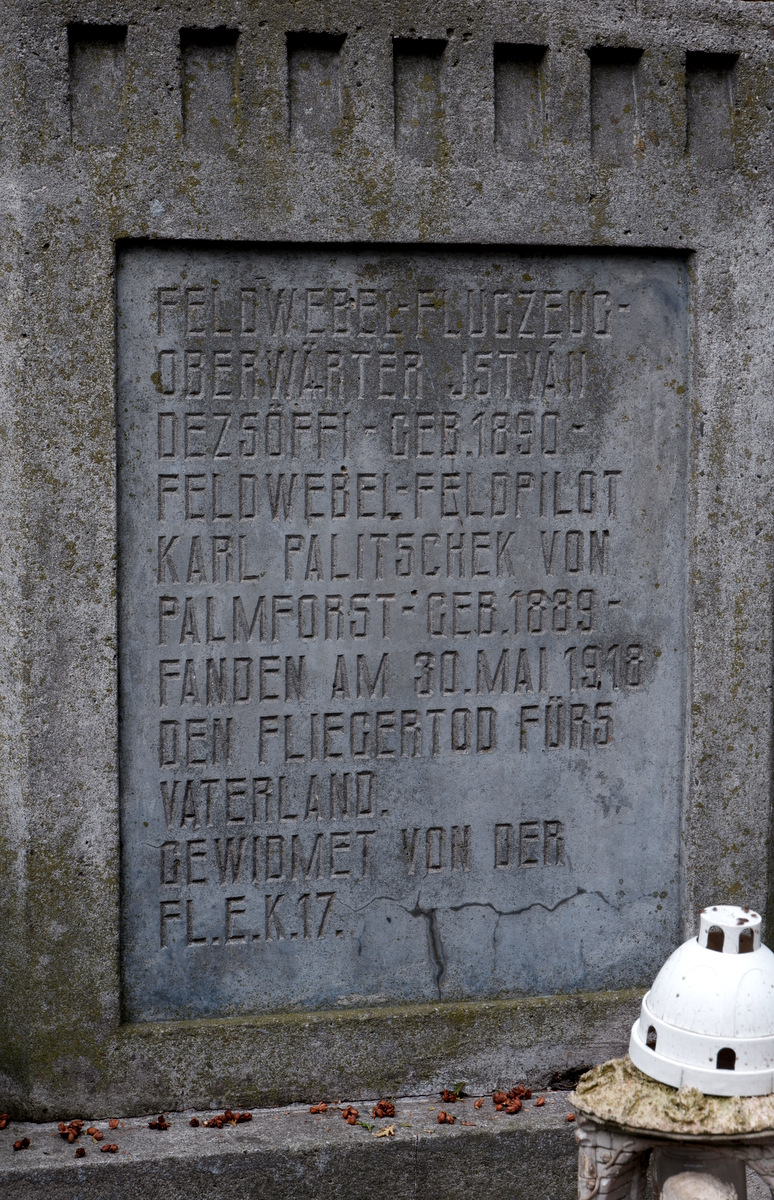 FELDWEBEL-FLUGZEUG-
OBERWÄRTER JSTVÁN
DEZSÖFFI - GEB.1890-
FELDWEBEL-FELDPILOT
KARL PALITSCHEK VON
PALMFORST-GEB.1889-
FANDEN AM 30.MAI 1918
DEN FLIEGERTOD FÜRS
VATERLAND.
GEWIDMET VON DER
FL.E.K.17.